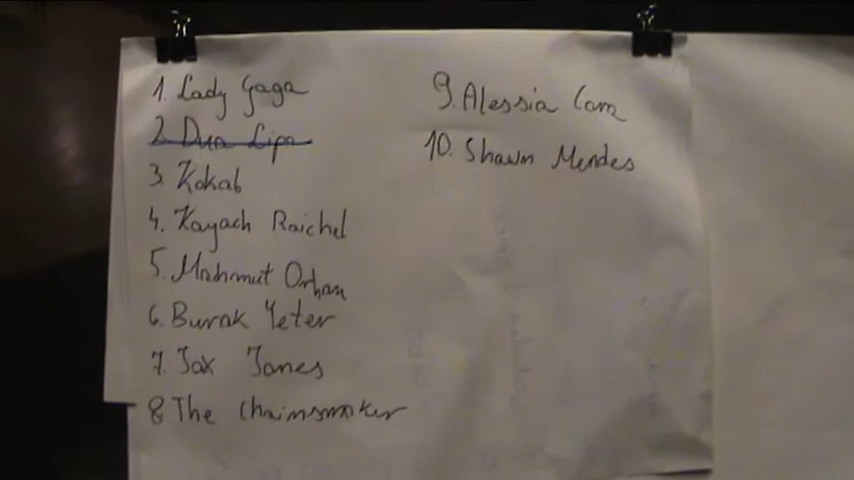 1. Lady Gaga
2 Dua Lipa
3. Kokab
4. Kayach Raichel
5. Mahmut Orhan
6. Burak Yeter
7. Jax Jones
8 The Chainsmoker
9. Alessia Cara
10. Shawn Mendes